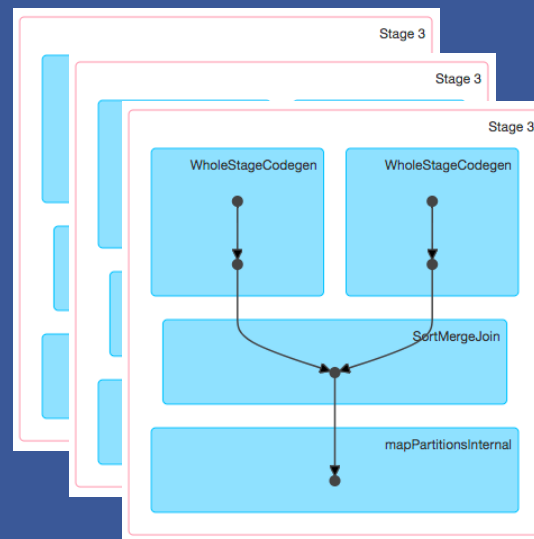 Stage 3
Stage 3
Stage 3
WholeStageCodegen
WholeStageCodegen
SortMergeJoin
mapPartitionsInternal